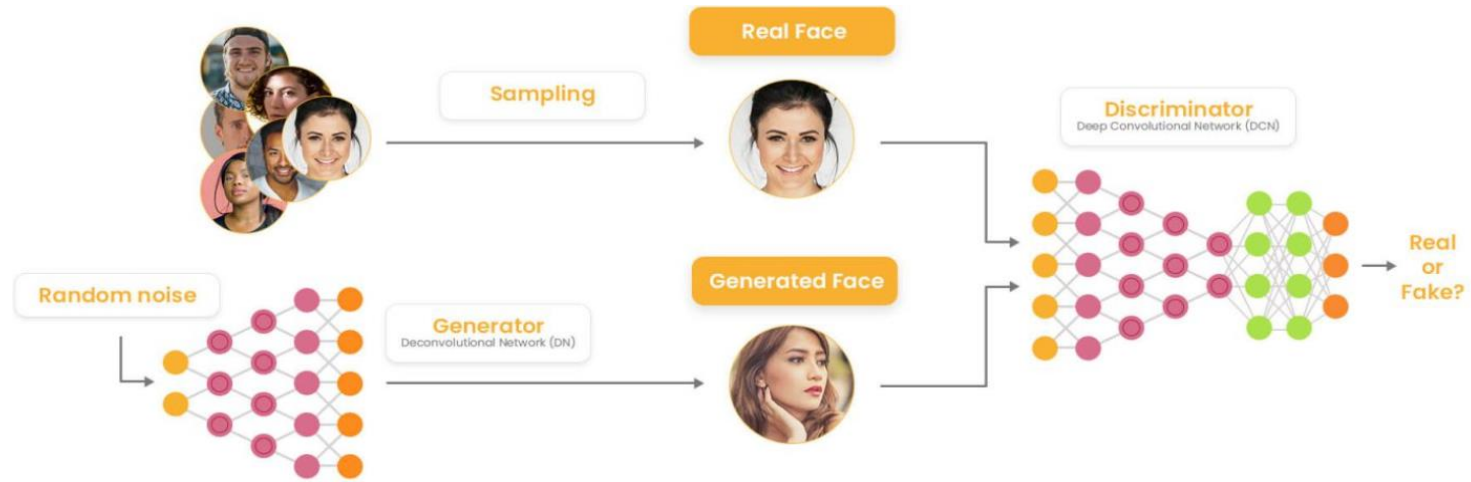 Real Face
Sampling
Discriminator
Deep Convolutional Network (DCN)
Real
or
Fake?
Random noise
Generator
Deconvolutional Network (DN)
Generated Face